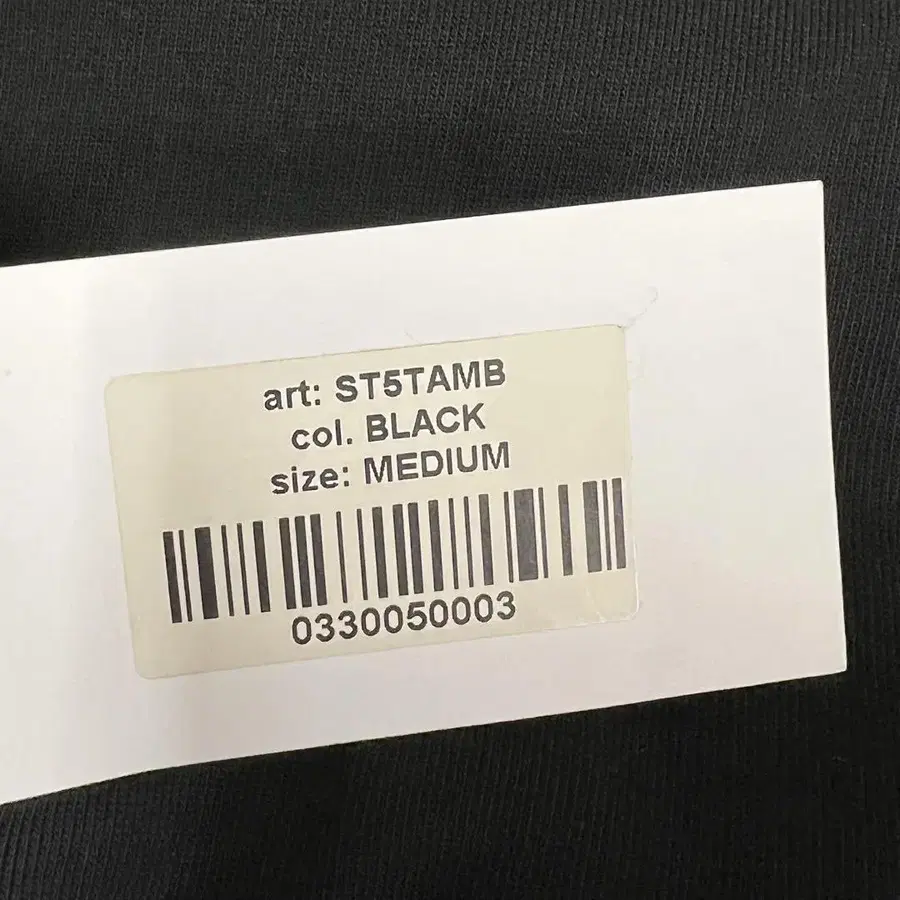 art: ST5TAMB
col. BLACK
size: MEDIUM
0330050003